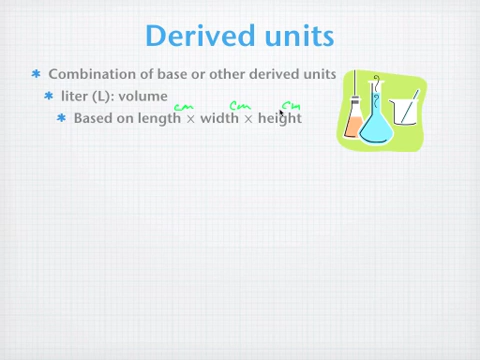 Derived units
✱ Combination of base or other derived units
✱ liter (L): volume
cm cm cm
✱ Based on length × width × height